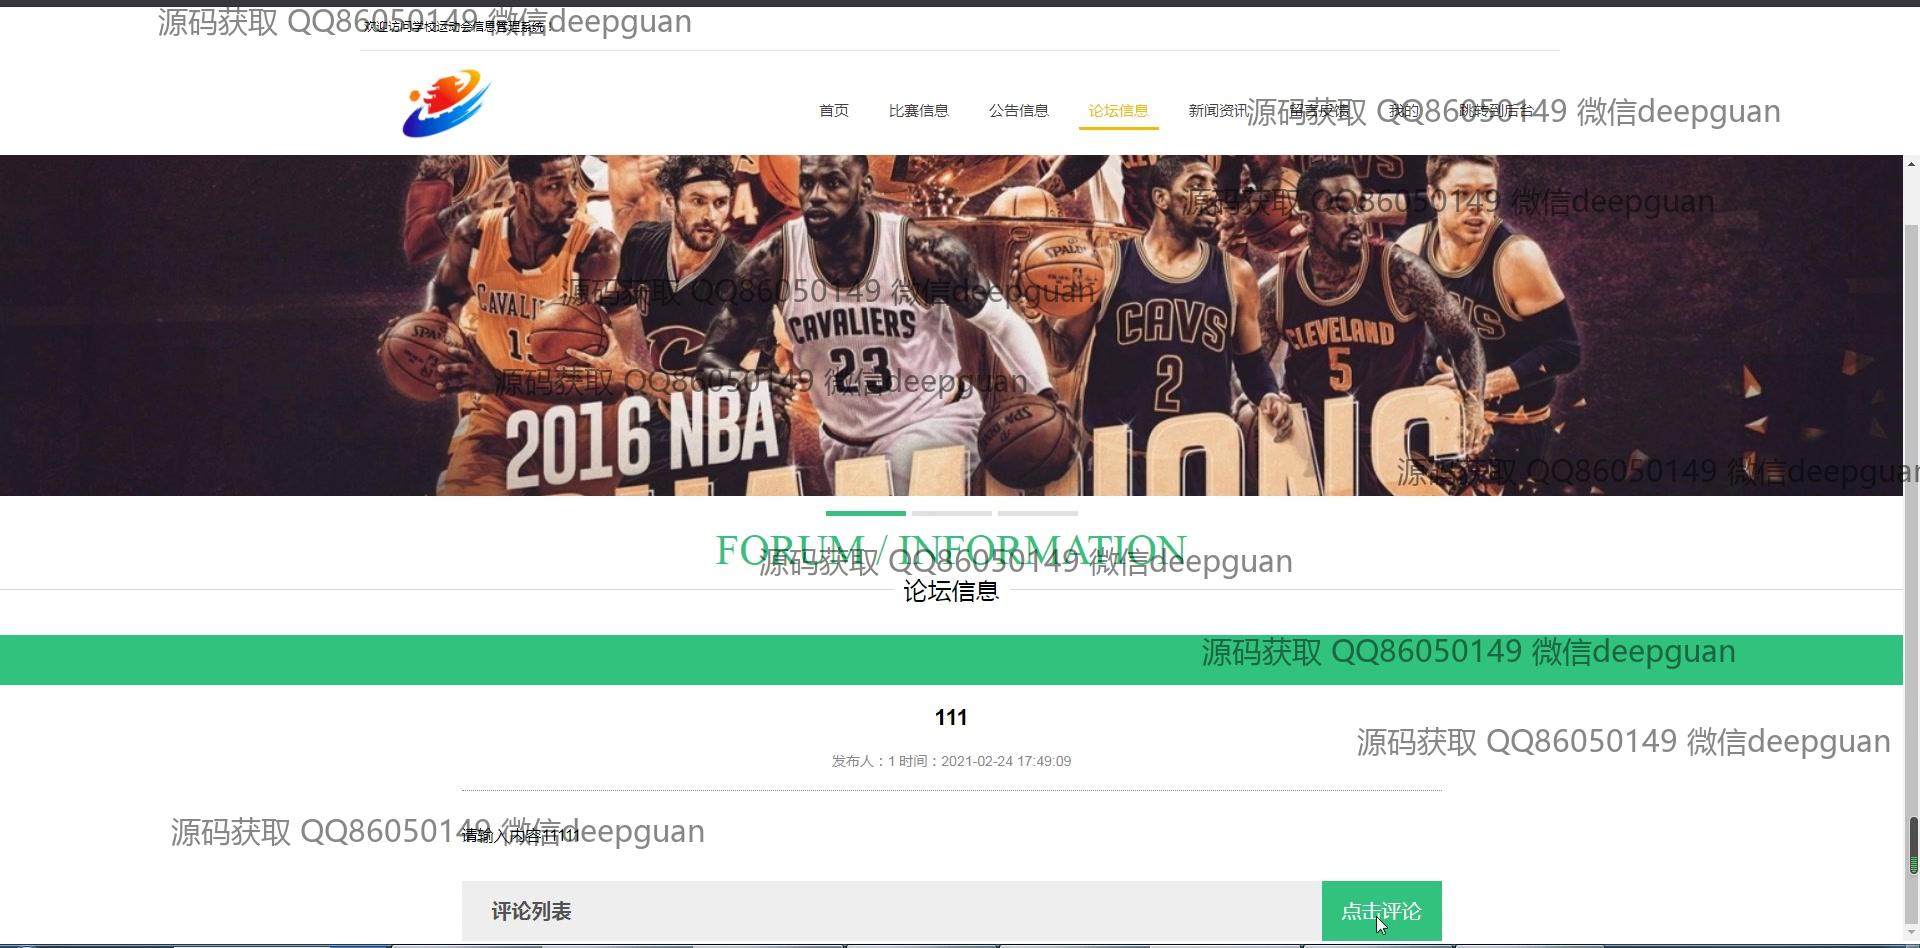 源码获取 QQ86050149 微信deepguan
欢迎访问学校运动会信息管理系统！
首页 比赛信息 公告信息 论坛信息 新闻资讯 留言反馈 我的 跳转到后台
源码获取 QQ86050149 微信deepguan
源码获取 QQ86050149 微信deepguan
SPALDING
4
源码获取 QQ86050149 微信deepguan
CAVALIERS
23
CAVS
2
CLEVELAND
5
源码获取 QQ86050149 微信deepguan
2016 NBA
源码获取 QQ86050149 微信deepguan
FORUM / INFORMATION
源码获取 QQ86050149 微信deepguan
论坛信息
源码获取 QQ86050149 微信deepguan
111
源码获取 QQ86050149 微信deepguan
发布人：1 时间：2021-02-24 17:49:09
源码获取 QQ86050149 微信deepguan
请输入内容11111
评论列表 点击评论